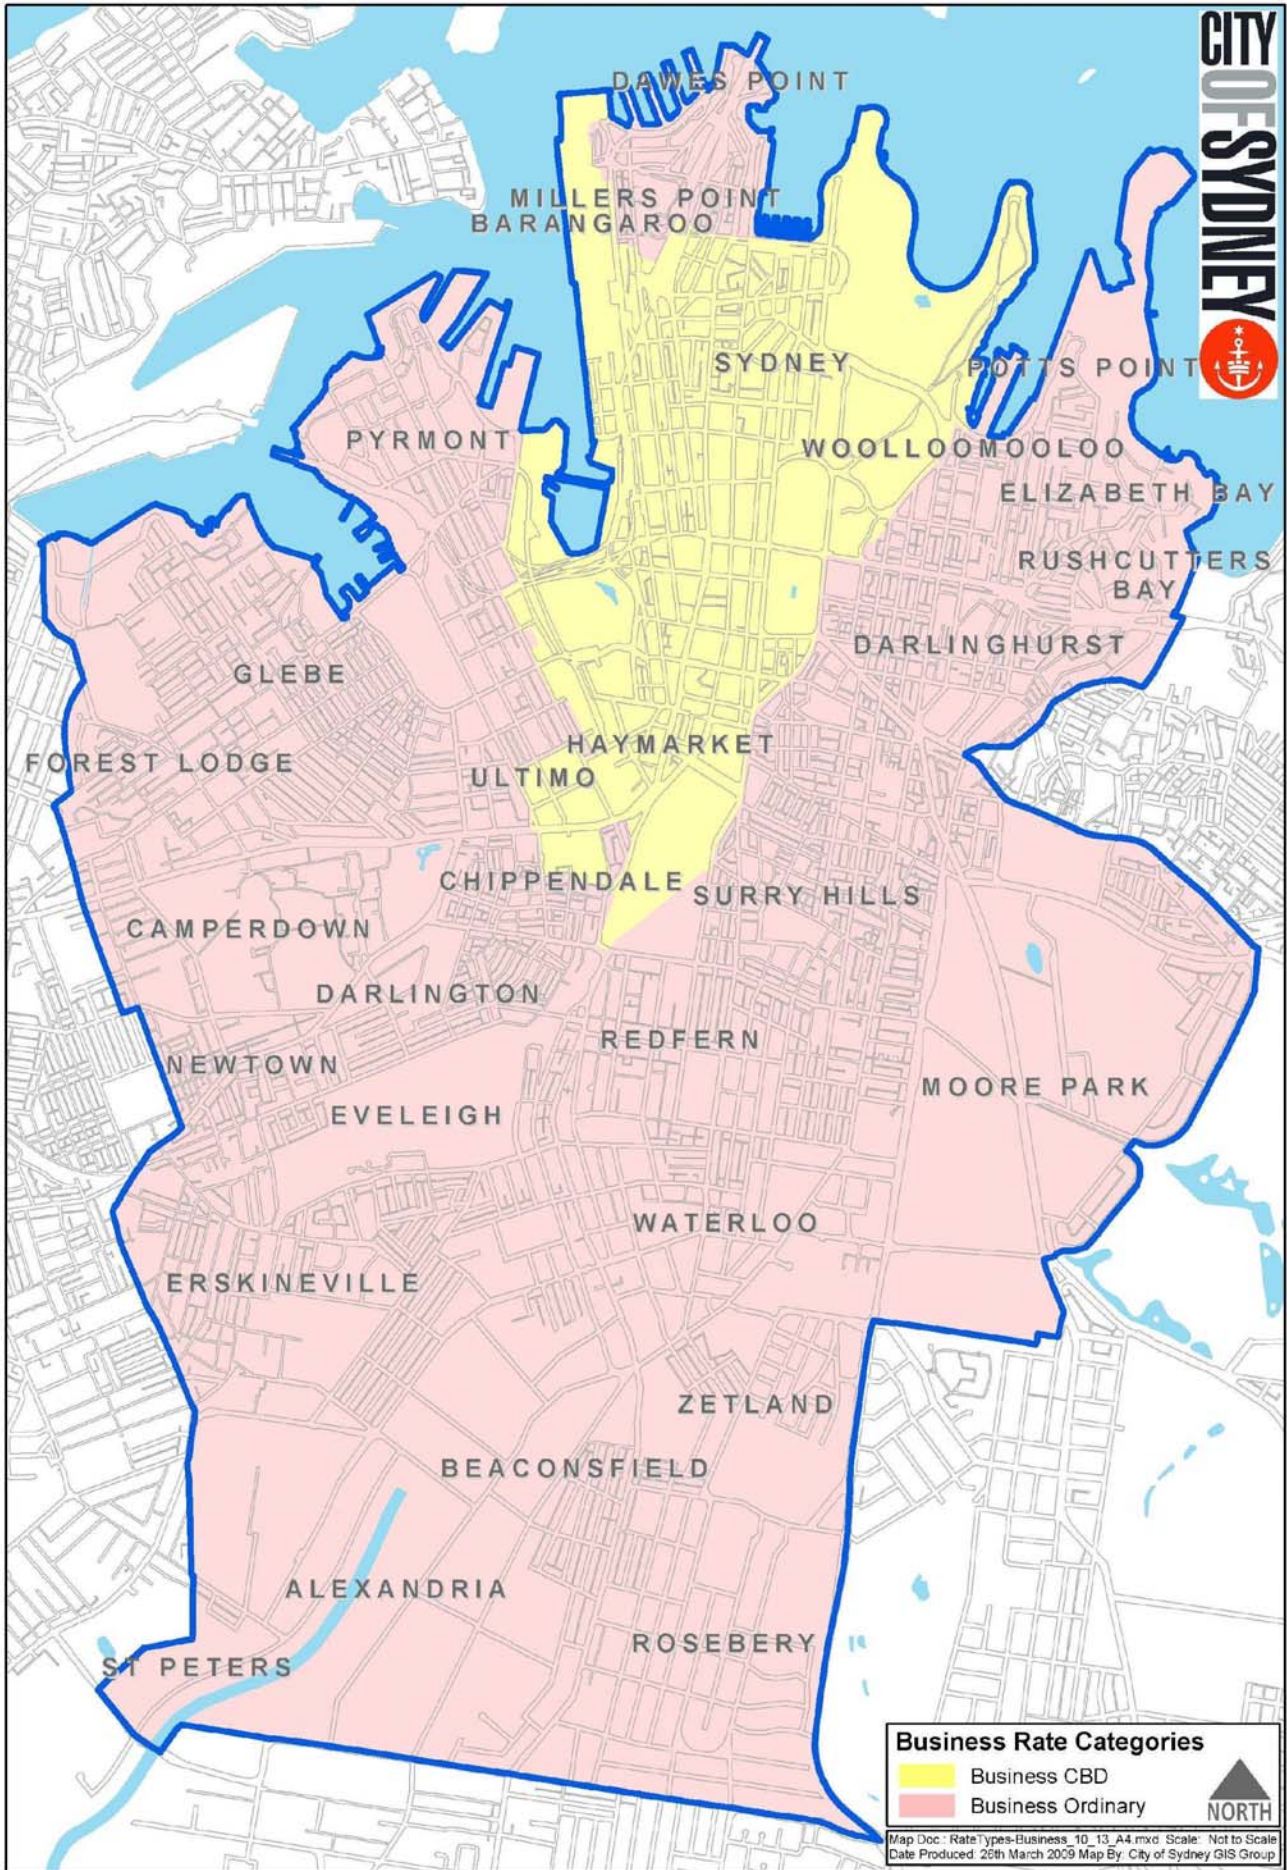 CITY OF SYDNEY
DAWES POINT
MILLERS POINT
BARANGAROO
SYDNEY
POTTS POINT
PYRMONT
WOOLLOOMOOLOO
ELIZABETH BAY
RUSHCUTTERS
BAY
DARLINGHURST
GLEBE
HAYMARKET
FOREST LODGE
ULTIMO
CHIPPENDALE
SURRY HILLS
CAMPERDOWN
DARLINGTON
REDFERN
NEWTOWN
MOORE PARK
EVELEIGH
WATERLOO
ERSKINEVILLE
ZETLAND
BEACONSFIELD
ALEXANDRIA
ROSEBERY
ST PETERS
Business Rate Categories
Business CBD
Business Ordinary
NORTH
Map Doc.: RateTypes-Business_10_13_A4.mxd Scale: Not to Scale
Date Produced: 26th March 2009 Map By: City of Sydney GIS Group